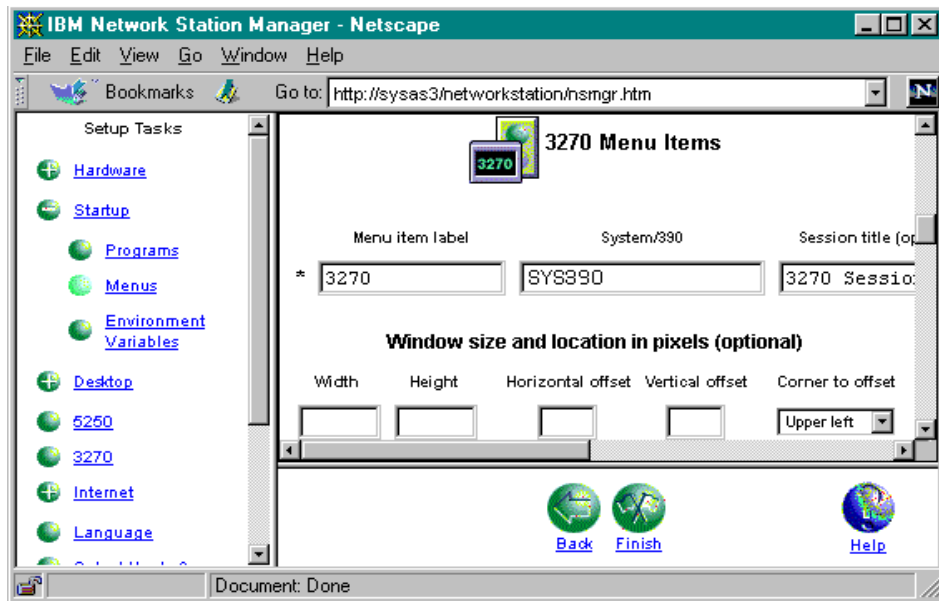 IBM Network Station Manager - Netscape
File Edit View Go Window Help
Bookmarks Go to: http://sysas3/networkstation/nsmgr.htm N
Setup Tasks
Hardware
Startup
Programs
Menus
Environment
Variables
Desktop
5250
3270
Internet
Language
3270
3270 Menu Items
Menu item label System/390 Session title (op
* 3270 SYS390 3270 Sessio
Window size and location in pixels (optional)
Width Height Horizontal offset Vertical offset Corner to offset
Upper left
Back Finish Help
Document: Done